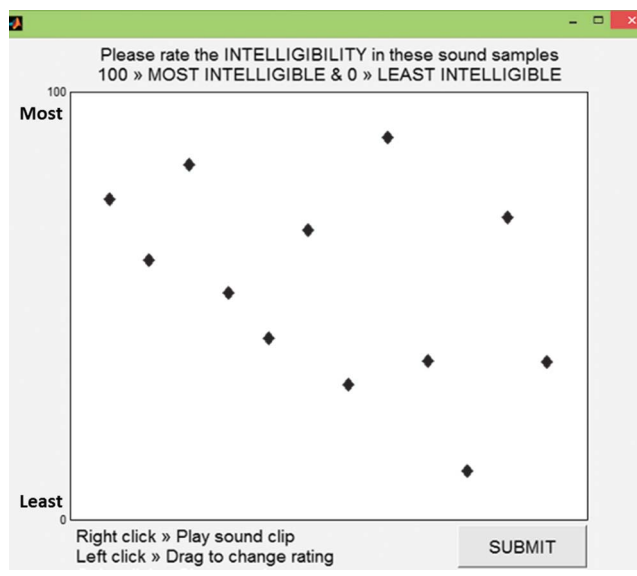 Please rate the INTELLIGIBILITY in these sound samples
100 » MOST INTELLIGIBLE & 0 » LEAST INTELLIGIBLE
100
Most
Least
0
Right click » Play sound clip
Left click » Drag to change rating
SUBMIT